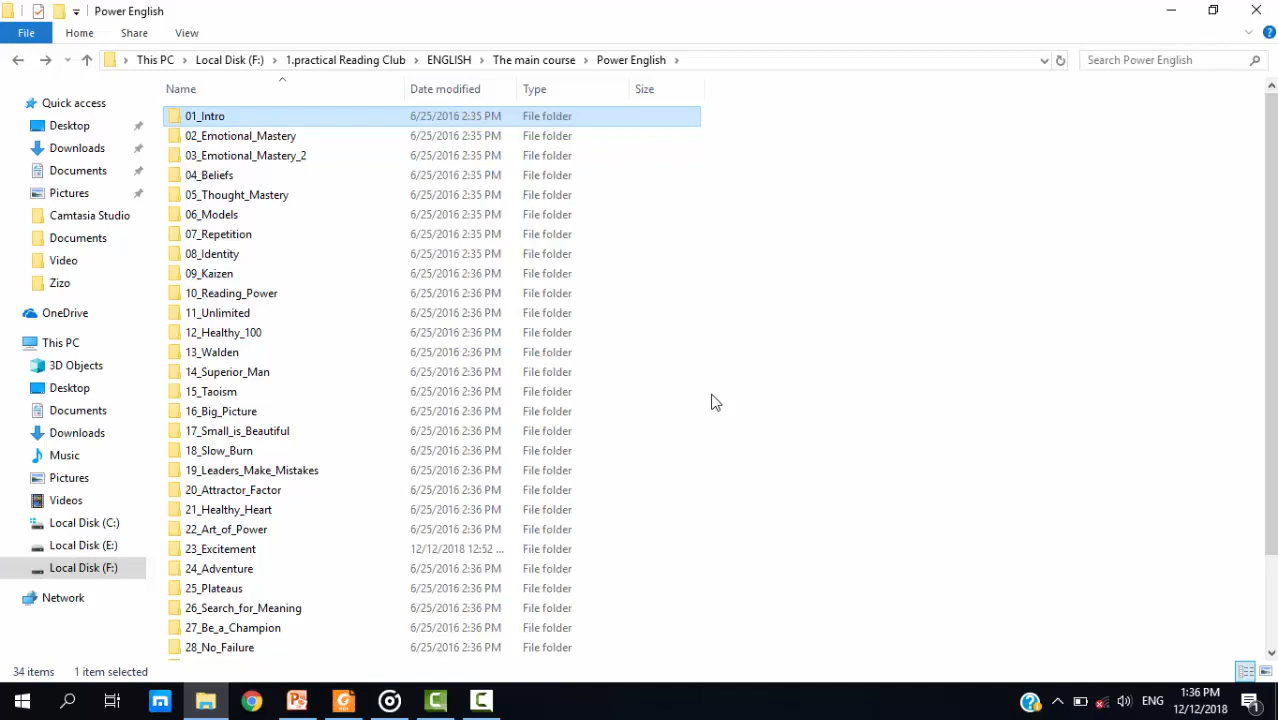 Power English
File Home Share View
This PC Local Disk (F:) 1.practical Reading Club ENGLISH The main course Power English Search Power English
Name Date modified Type Size
Quick access
Desktop
Downloads
Documents
Pictures
Camtasia Studio
Documents
Video
Zizo
OneDrive
This PC
3D Objects
Desktop
Documents
Downloads
Music
Pictures
Videos
Local Disk (C:)
Local Disk (E:)
Local Disk (F:)
Network
01_Intro 6/25/2016 2:35 PM File folder
02_Emotional_Mastery 6/25/2016 2:35 PM File folder
03_Emotional_Mastery_2 6/25/2016 2:35 PM File folder
04_Beliefs 6/25/2016 2:35 PM File folder
05_Thought_Mastery 6/25/2016 2:35 PM File folder
06_Models 6/25/2016 2:35 PM File folder
07_Repetition 6/25/2016 2:35 PM File folder
08_Identity 6/25/2016 2:35 PM File folder
09_Kaizen 6/25/2016 2:36 PM File folder
10_Reading_Power 6/25/2016 2:36 PM File folder
11_Unlimited 6/25/2016 2:36 PM File folder
12_Healthy_100 6/25/2016 2:36 PM File folder
13_Walden 6/25/2016 2:36 PM File folder
14_Superior_Man 6/25/2016 2:36 PM File folder
15_Taoism 6/25/2016 2:36 PM File folder
16_Big_Picture 6/25/2016 2:36 PM File folder
17_Small_is_Beautiful 6/25/2016 2:36 PM File folder
18_Slow_Burn 6/25/2016 2:36 PM File folder
19_Leaders_Make_Mistakes 6/25/2016 2:36 PM File folder
20_Attractor_Factor 6/25/2016 2:36 PM File folder
21_Healthy_Heart 6/25/2016 2:36 PM File folder
22_Art_of_Power 6/25/2016 2:36 PM File folder
23_Excitement 12/12/2018 12:52 ... File folder
24_Adventure 6/25/2016 2:36 PM File folder
25_Plateaus 6/25/2016 2:36 PM File folder
26_Search_for_Meaning 6/25/2016 2:36 PM File folder
27_Be_a_Champion 6/25/2016 2:36 PM File folder
28_No_Failure 6/25/2016 2:36 PM File folder
34 items 1 item selected
ENG 1:36 PM
12/12/2018